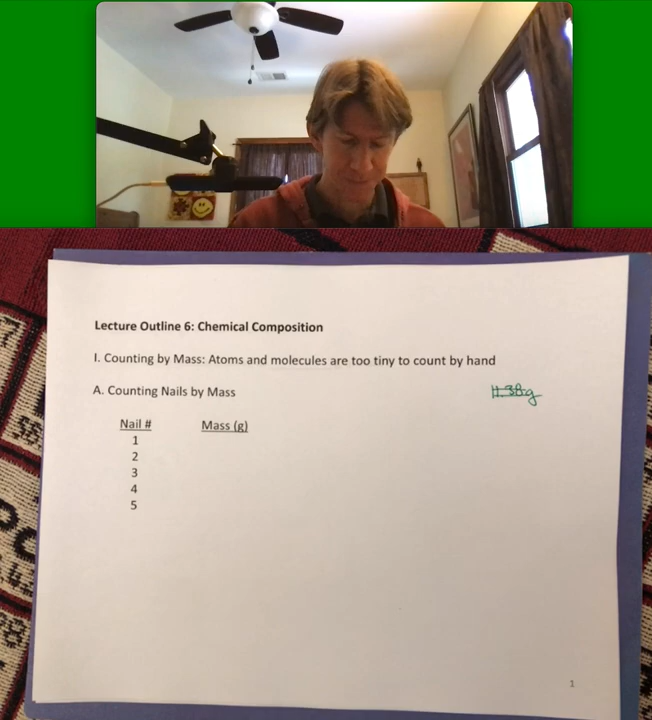 Lecture Outline 6: Chemical Composition
I. Counting by Mass: Atoms and molecules are too tiny to count by hand
A. Counting Nails by Mass
Nail # Mass (g)
1
2
3
4
5
1